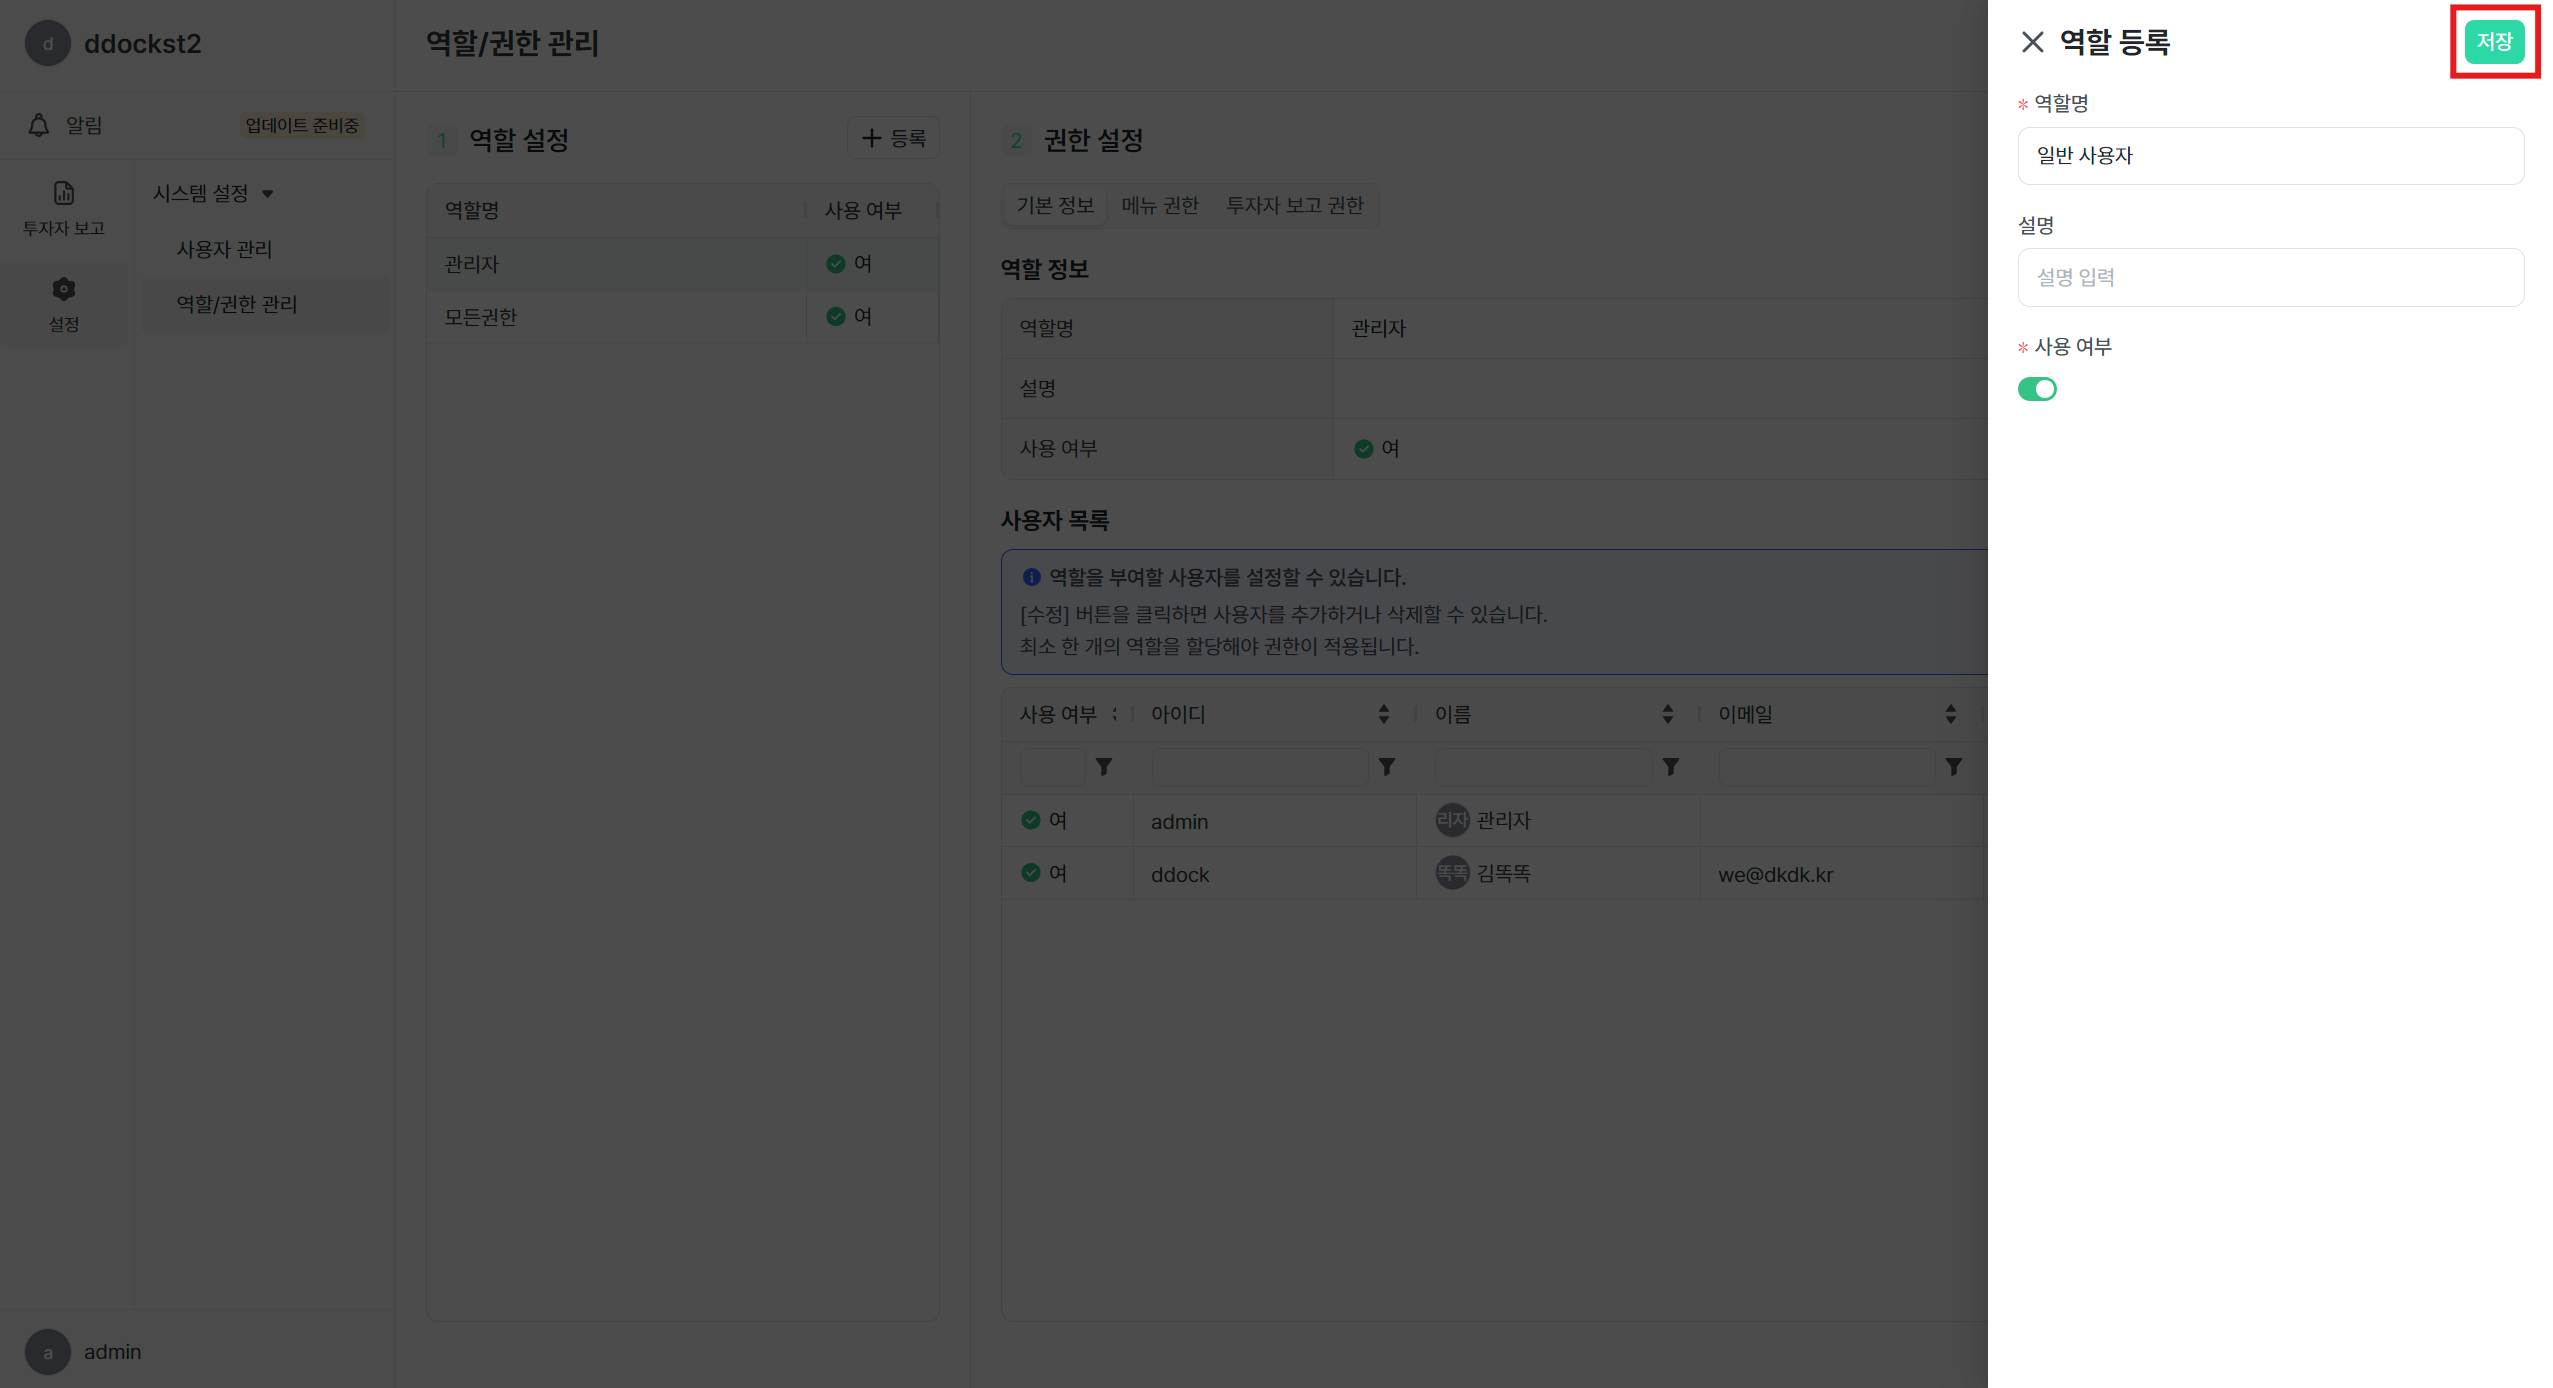 d ddockst2
알림 업데이트 준비중
투자자 보고
설정
시스템 설정
사용자 관리
역할/권한 관리
a admin
역할/권한 관리
1 역할 설정 등록
역할명 사용 여부
관리자 여
모든권한 여
2 권한 설정
기본 정보 메뉴 권한 투자자 보고 권한
역할 정보
역할명 관리자
설명
사용 여부 여
사용자 목록
역할을 부여할 사용자를 설정할 수 있습니다.
[수정] 버튼을 클릭하면 사용자를 추가하거나 삭제할 수 있습니다.
최소 한 개의 역할을 할당해야 권한이 적용됩니다.
사용 여부 아이디 이름 이메일
여 admin 리자 관리자
여 ddock 똑똑 김똑똑 we@dkdk.kr
역할 등록 저장
* 역할명
일반 사용자
설명
설명 입력
* 사용 여부